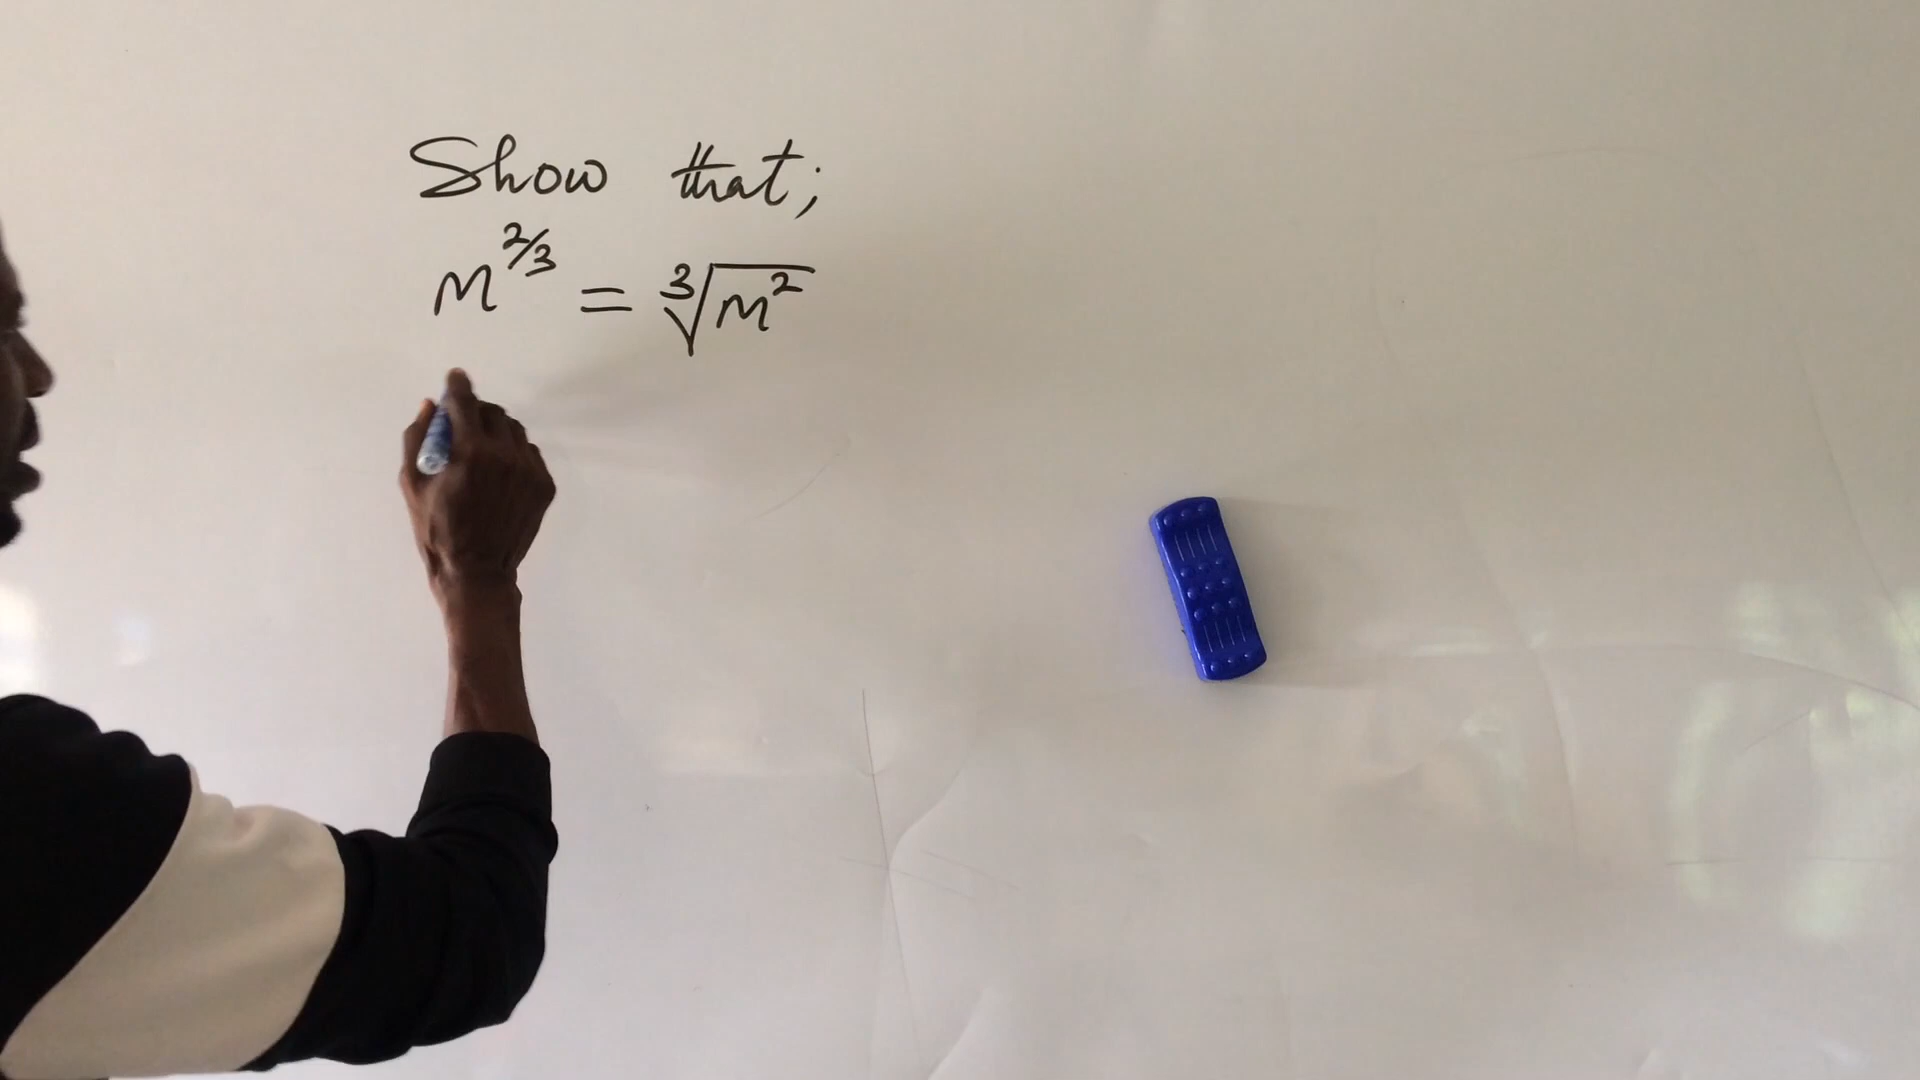 Show that;
m^{2/3} = ∛(m²)